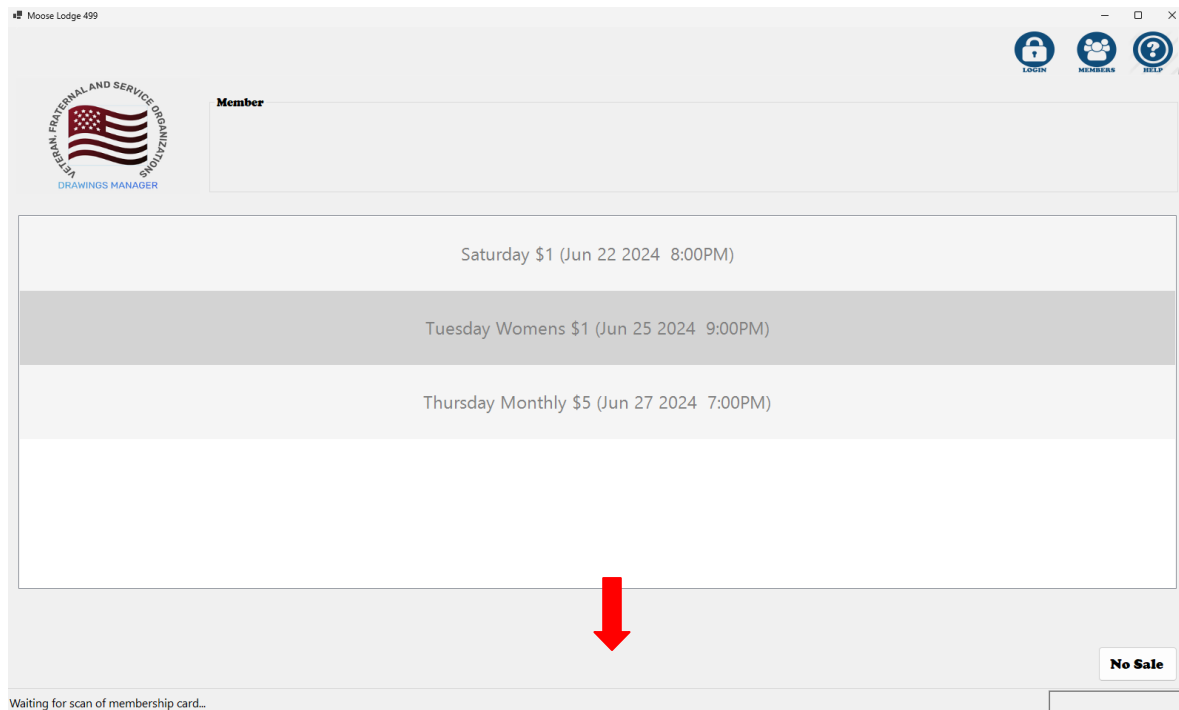 Moose Lodge 499
LOGIN
MEMBERS
HELP
VETERAN, FRATERNAL AND SERVICE ORGANIZATIONS
DRAWINGS MANAGER
Member
Saturday $1 (Jun 22 2024  8:00PM)
Tuesday Womens $1 (Jun 25 2024  9:00PM)
Thursday Monthly $5 (Jun 27 2024  7:00PM)
No Sale
Waiting for scan of membership card...